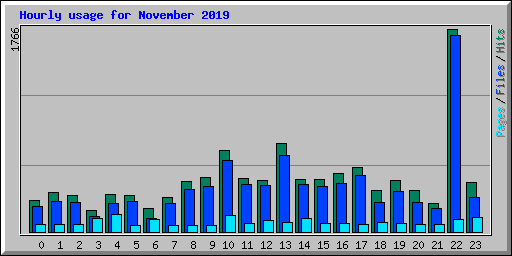 Hourly usage for November 2019
1766
Pages/Files/Hits
0 1 2 3 4 5 6 7 8 9 10 11 12 13 14 15 16 17 18 19 20 21 22 23